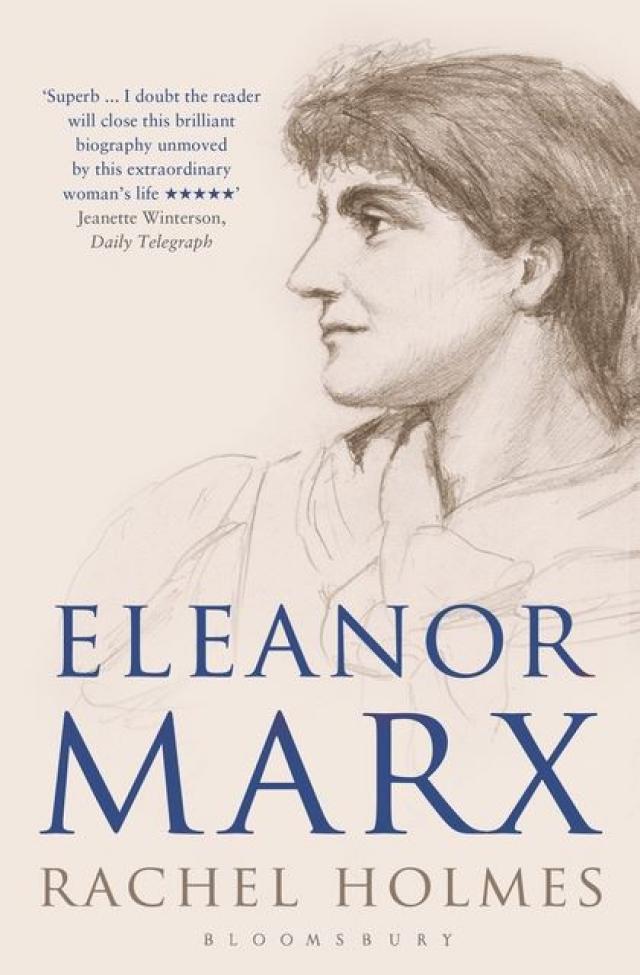 ‘Superb ... I doubt the reader
will close this brilliant
biography unmoved
by this extraordinary
woman’s life ★★★★★’
Jeanette Winterson,
Daily Telegraph
ELEANOR
MARX
RACHEL HOLMES
BLOOMSBURY